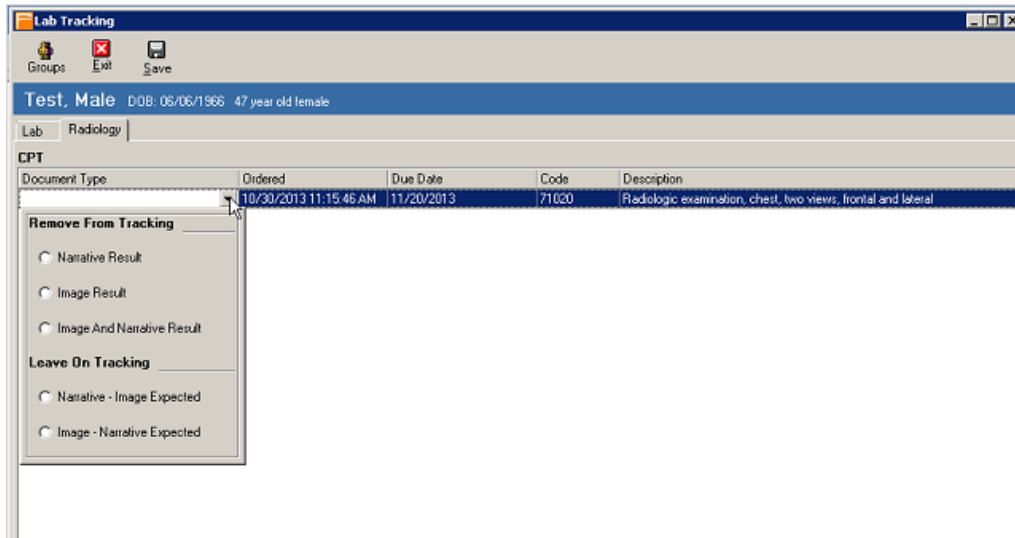 Lab Tracking
Groups Exit Save
Test, Male DOB: 06/06/1966 47 year old female
Lab Radiology
CPT
Document Type Ordered Due Date Code Description
10/30/2013 11:15:46 AM 11/20/2013 71020 Radiologic examination, chest, two views, frontal and lateral
Remove From Tracking
Narrative Result
Image Result
Image And Narrative Result
Leave On Tracking
Narrative - Image Expected
Image - Narrative Expected